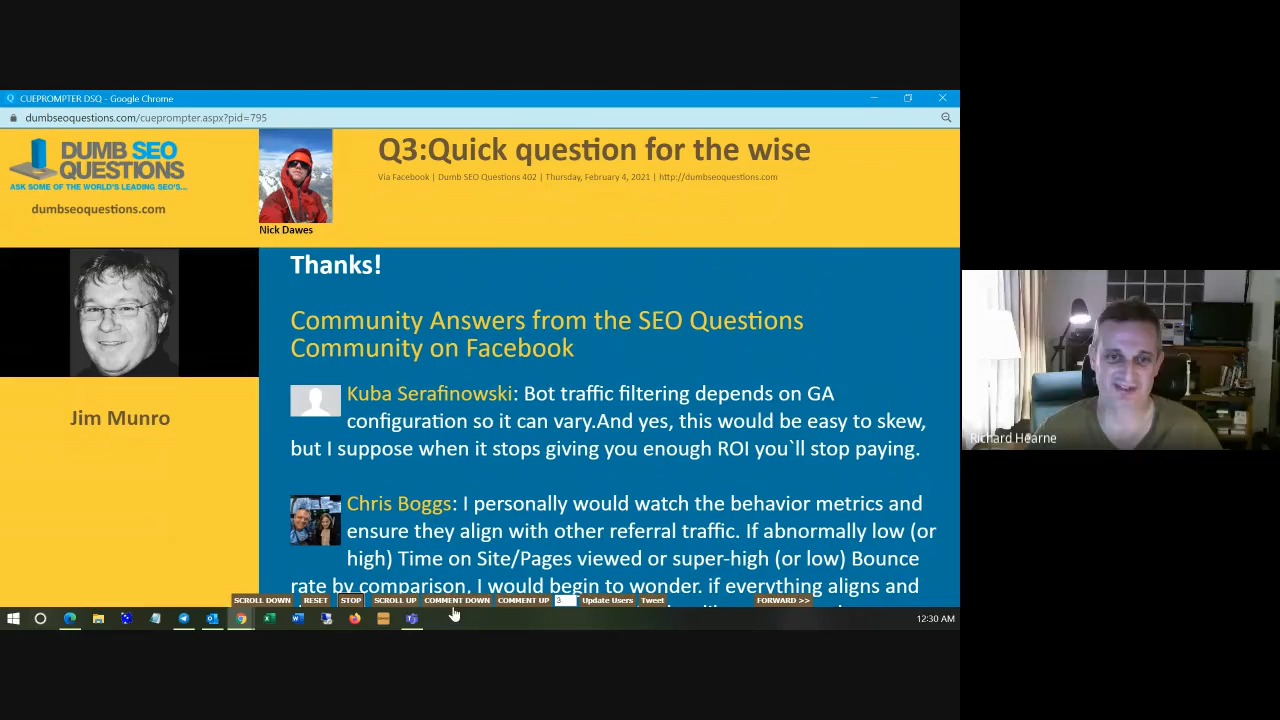 CUEPROMPTER DSQ - Google Chrome
dumbseoquestions.com/cueprompter.aspx?pid=795
DUMB SEO
QUESTIONS
ASK SOME OF THE WORLD'S LEADING SEO'S...
dumbseoquestions.com
Nick Dawes
Q3:Quick question for the wise
Via Facebook | Dumb SEO Questions 402 | Thursday, February 4, 2021 | http://dumbseoquestions.com
Jim Munro
Thanks!
Community Answers from the SEO Questions
Community on Facebook
Kuba Serafinowski: Bot traffic filtering depends on GA
configuration so it can vary.And yes, this would be easy to skew,
but I suppose when it stops giving you enough ROI you`ll stop paying.
Chris Boggs: I personally would watch the behavior metrics and
ensure they align with other referral traffic. If abnormally low (or
high) Time on Site/Pages viewed or super-high (or low) Bounce
rate by comparison, I would begin to wonder. if everything aligns and
SCROLL DOWN RESET STOP SCROLL UP COMMENT DOWN COMMENT UP 3 Update Users Tweet FORWARD >>
12:30 AM
Richard Hearne